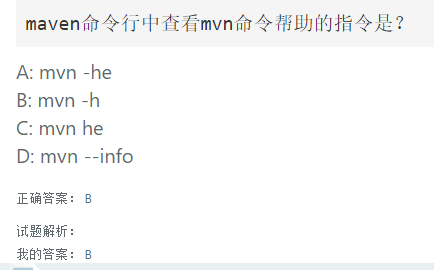 maven命令行中查看mvn命令帮助的指令是?
A: mvn -he
B: mvn -h
C: mvn he
D: mvn --info
正确答案: B
试题解析:
我的答案: B